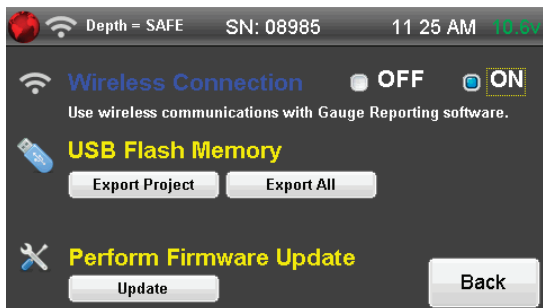 Depth = SAFE SN: 08985 11 25 AM 10.6v
Wireless Connection OFF ON
Use wireless communications with Gauge Reporting software.
USB Flash Memory
Export Project Export All
Perform Firmware Update
Update Back